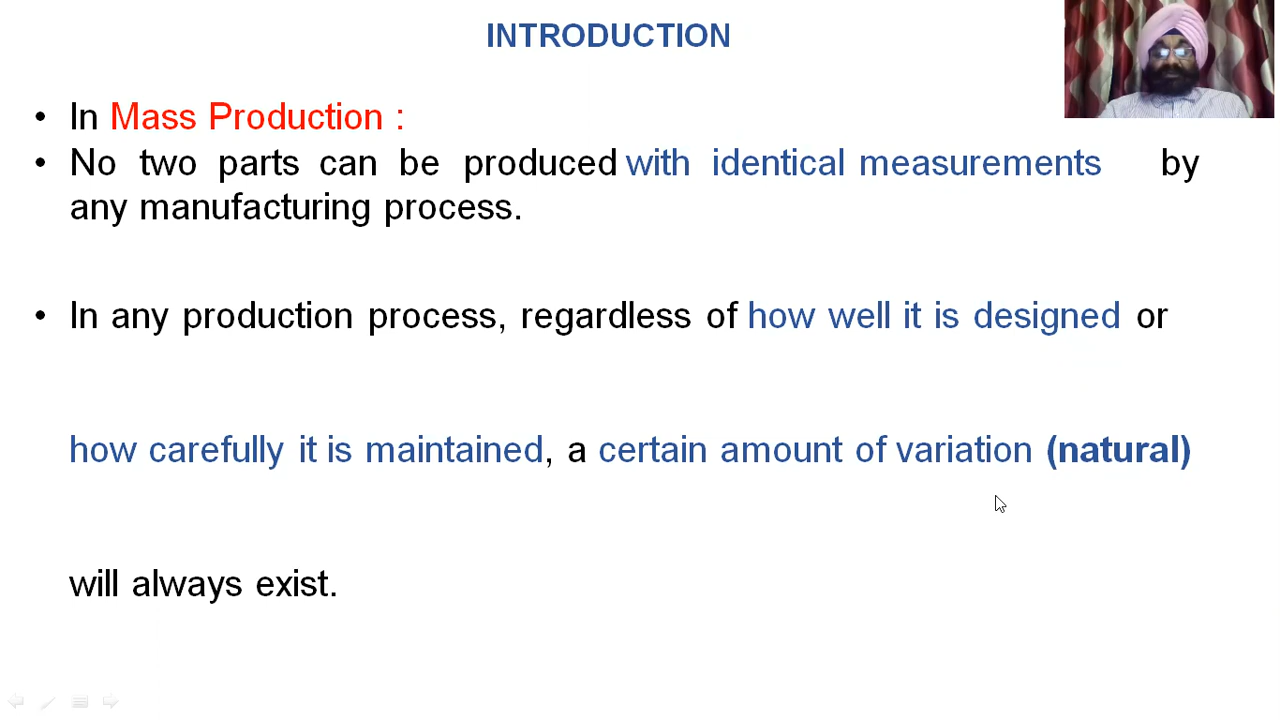 INTRODUCTION
• In Mass Production :
• No two parts can be produced with identical measurements by
any manufacturing process.
• In any production process, regardless of how well it is designed or
how carefully it is maintained, a certain amount of variation (natural)
will always exist.